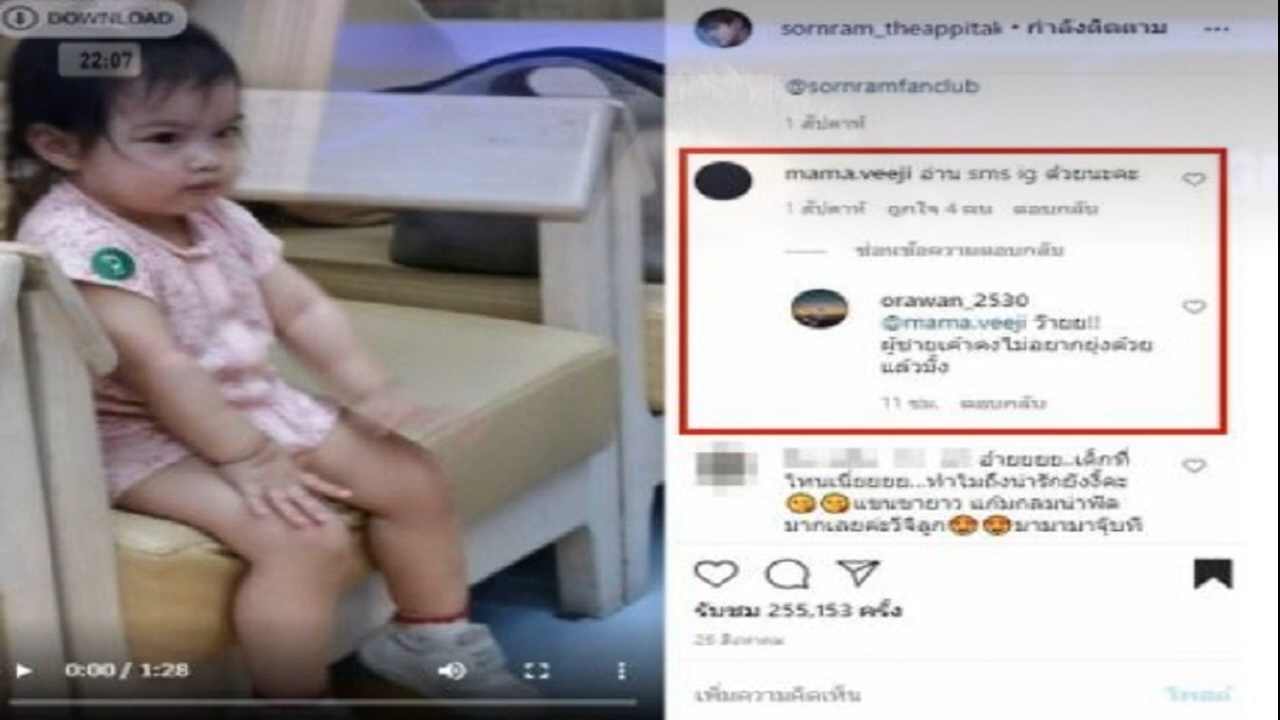 DOWNLOAD
22:07
0:00 / 1:28
sornram_theappitak • กำลังติดตาม
@sornramfanclub
1 สัปดาห์
mama.veeji อ่าน sms ig ด้วยนะคะ
1 สัปดาห์ ถูกใจ 4 คน ตอบกลับ
ซ่อนข้อความตอบกลับ
orawan_2530
@mama.veeji ว้ายย!!
ผู้ชายเค้าคงไม่อยากยุ่งด้วย
แล้วมั้ง
11 ชม. ตอบกลับ
อ๋ายยยย..เด็กที่
ไหนเนี่ยยยย...ทำไมถึงน่ารักยังงี้คะ
แขนขายาว แก้มกลมน่าฟัด
มากเลยค่ะวีจิลูก มามามาจุ๊บที
รับชม 255,153 ครั้ง
26 สิงหาคม
เพิ่มความคิดเห็น
โพสต์